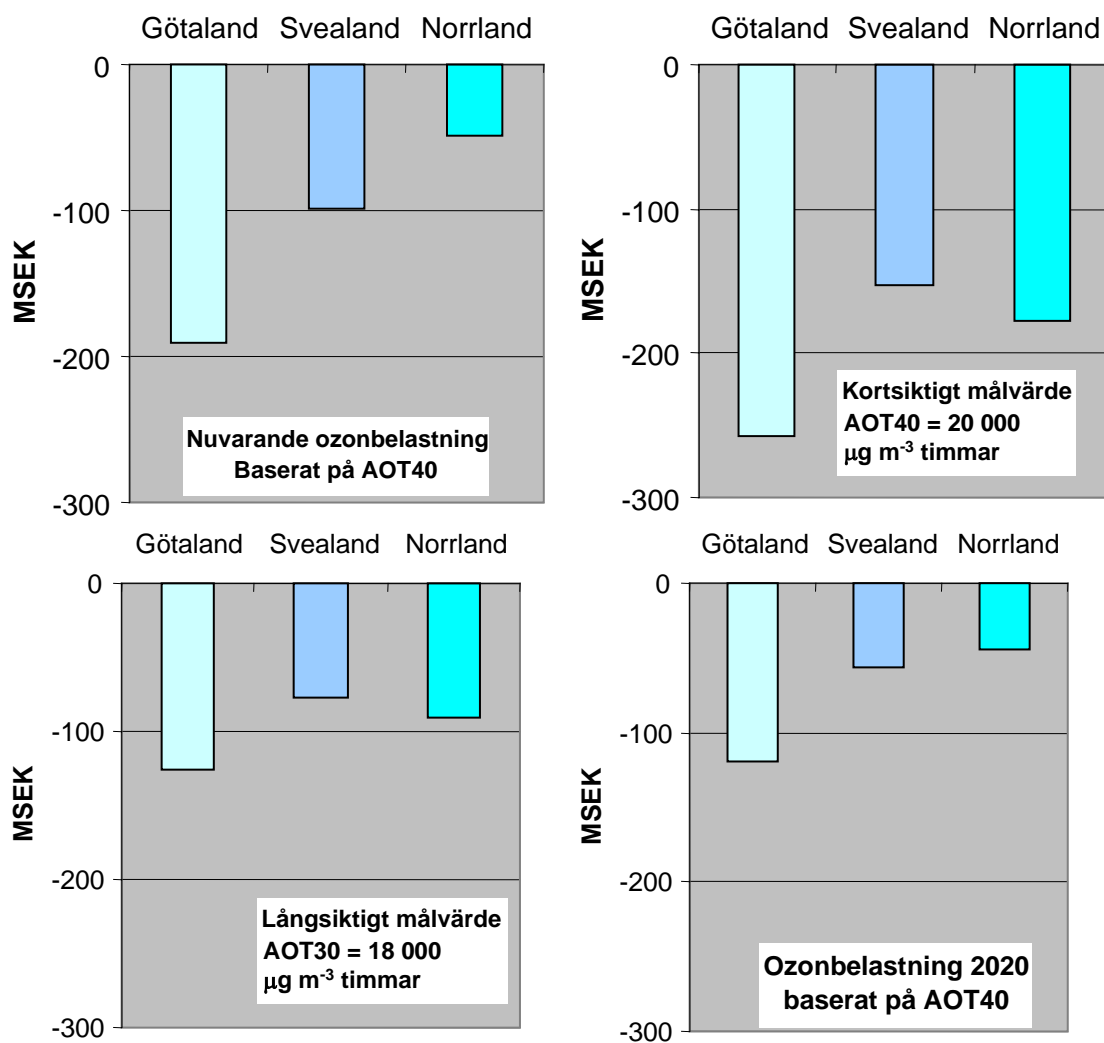 Götaland Svealand Norrland
0
-100
-200
-300
MSEK
Nuvarande ozonbelastning
Baserat på AOT40
Götaland Svealand Norrland
0
-100
-200
-300
MSEK
Kortsiktigt målvärde
AOT40 = 20 000
µg m-3 timmar
Götaland Svealand Norrland
0
-100
-200
-300
MSEK
Långsiktigt målvärde
AOT30 = 18 000
µg m-3 timmar
Götaland Svealand Norrland
0
-100
-200
-300
MSEK
Ozonbelastning 2020
baserat på AOT40